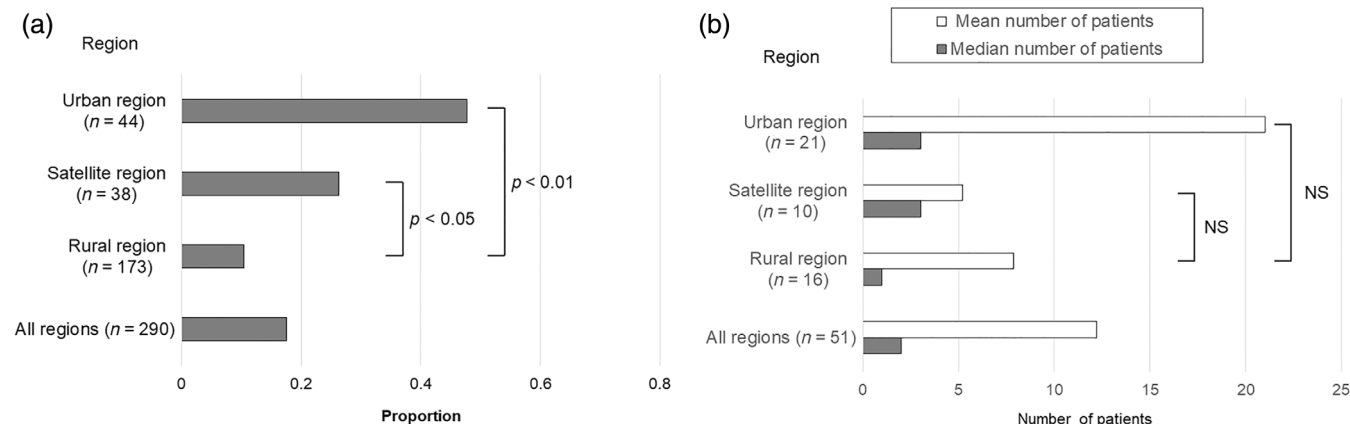 (a)
Region
Urban region
(n = 44)
Satellite region
(n = 38)
Rural region
(n = 173)
All regions (n = 290)
p < 0.05
p < 0.01
0 0.2 0.4 0.6 0.8
Proportion
(b)
Mean number of patients
Median number of patients
Region
Urban region
(n = 21)
Satellite region
(n = 10)
Rural region
(n = 16)
All regions (n = 51)
NS
NS
0 5 10 15 20 25
Number of patients